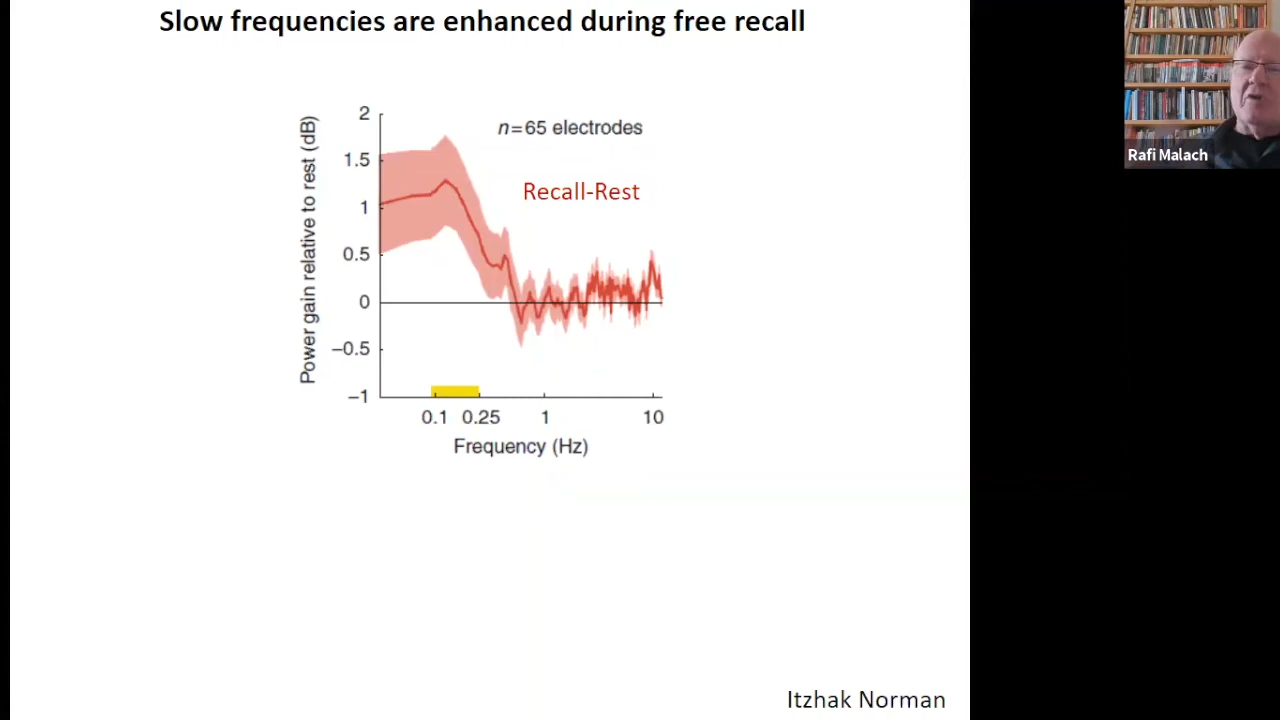 Slow frequencies are enhanced during free recall
Rafi Malach
n=65 electrodes
Recall-Rest
Power gain relative to rest (dB)
2
1.5
1
0.5
0
−0.5
−1
0.1 0.25 1 10
Frequency (Hz)
Itzhak Norman